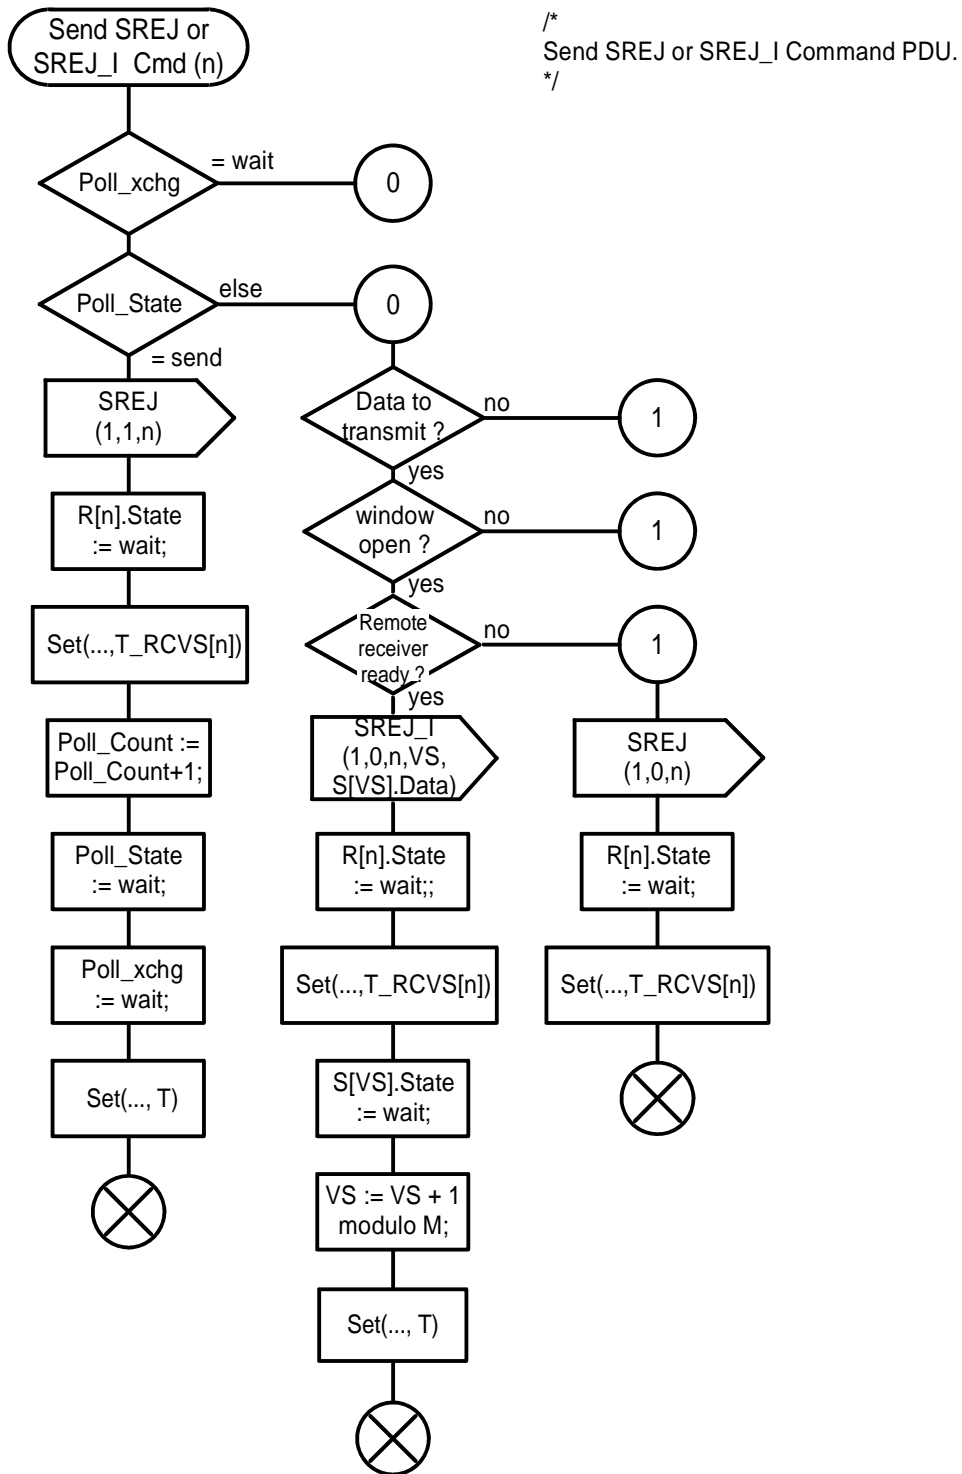 Send SREJ or
SREJ_I Cmd (n)
/*
Send SREJ or SREJ_I Command PDU.
*/
Poll_xchg
= wait
0
Poll_State
else
0
= send
SREJ
(1,1,n)
R[n].State
:= wait;
Set(...,T_RCVS[n])
Poll_Count :=
Poll_Count+1;
Poll_State
:= wait;
Poll_xchg
:= wait;
Set(..., T)
Data to
transmit ?
no
1
yes
window
open ?
no
1
yes
Remote
receiver
ready ?
no
1
yes
SREJ_I
(1,0,n,VS,
S[VS].Data)
R[n].State
:= wait;;
Set(...,T_RCVS[n])
S[VS].State
:= wait;
VS := VS + 1
modulo M;
Set(..., T)
SREJ
(1,0,n)
R[n].State
:= wait;
Set(...,T_RCVS[n])